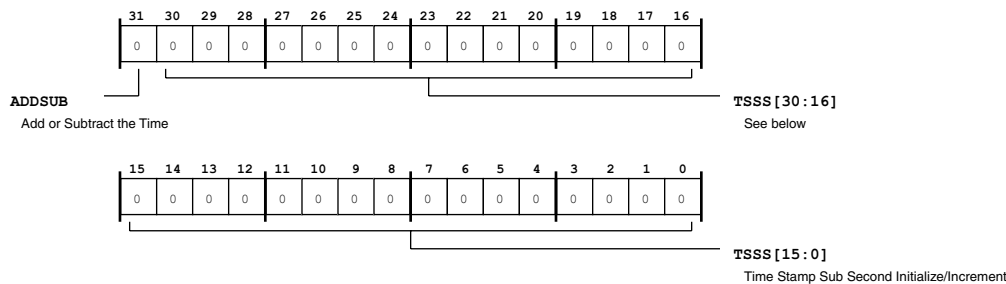 31 30 29 28 27 26 25 24 23 22 21 20 19 18 17 16
0 0 0 0 0 0 0 0 0 0 0 0 0 0 0 0
ADDSUB
Add or Subtract the Time
TSSS[30:16]
See below
15 14 13 12 11 10 9 8 7 6 5 4 3 2 1 0
0 0 0 0 0 0 0 0 0 0 0 0 0 0 0 0
TSSS[15:0]
Time Stamp Sub Second Initialize/Increment